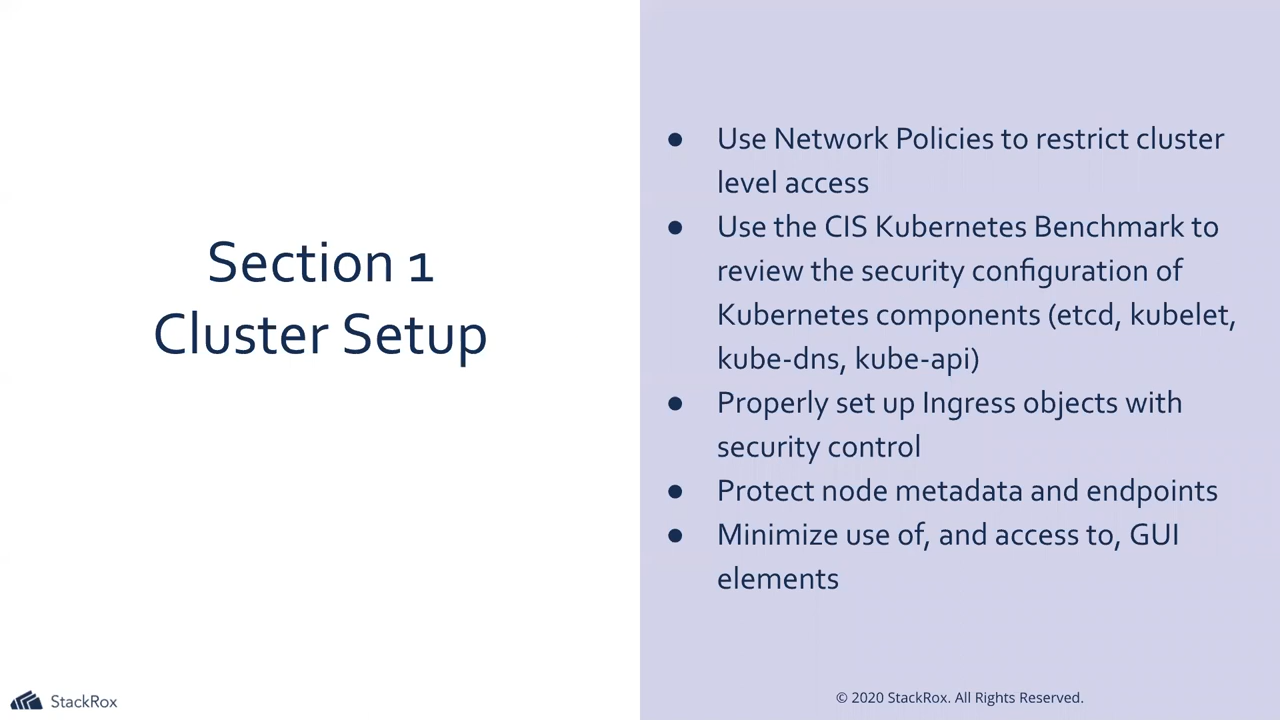 Section 1
Cluster Setup
● Use Network Policies to restrict cluster
level access
● Use the CIS Kubernetes Benchmark to
review the security configuration of
Kubernetes components (etcd, kubelet,
kube-dns, kube-api)
● Properly set up Ingress objects with
security control
● Protect node metadata and endpoints
● Minimize use of, and access to, GUI
elements
StackRox
© 2020 StackRox. All Rights Reserved.